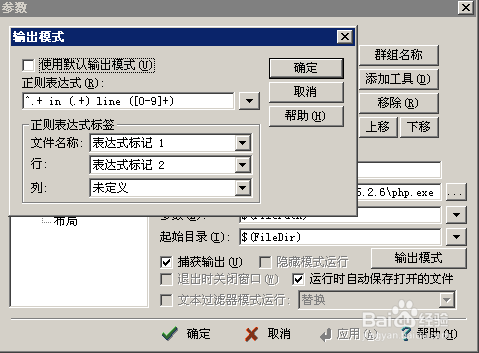 参数
输出模式
使用默认输出模式(U)
正则表达式(R):
^.+ in (.+) line ([0-9]+)
正则表达式标签
文件名称: 表达式标记 1
行: 表达式标记 2
列: 未定义
确定
取消
帮助(H)
群组名称
添加工具(D)
移除(R)
上移 下移
5.2.6\php.exe ...
布局
起始目录(I): $(FileDir)
输出模式
捕获输出(U) 隐藏模式运行
退出时关闭窗口(W) 运行时自动保存打开的文件
文本过滤器模式运行: 替换
确定 取消 应用(A) 帮助(H)
Baidu经验